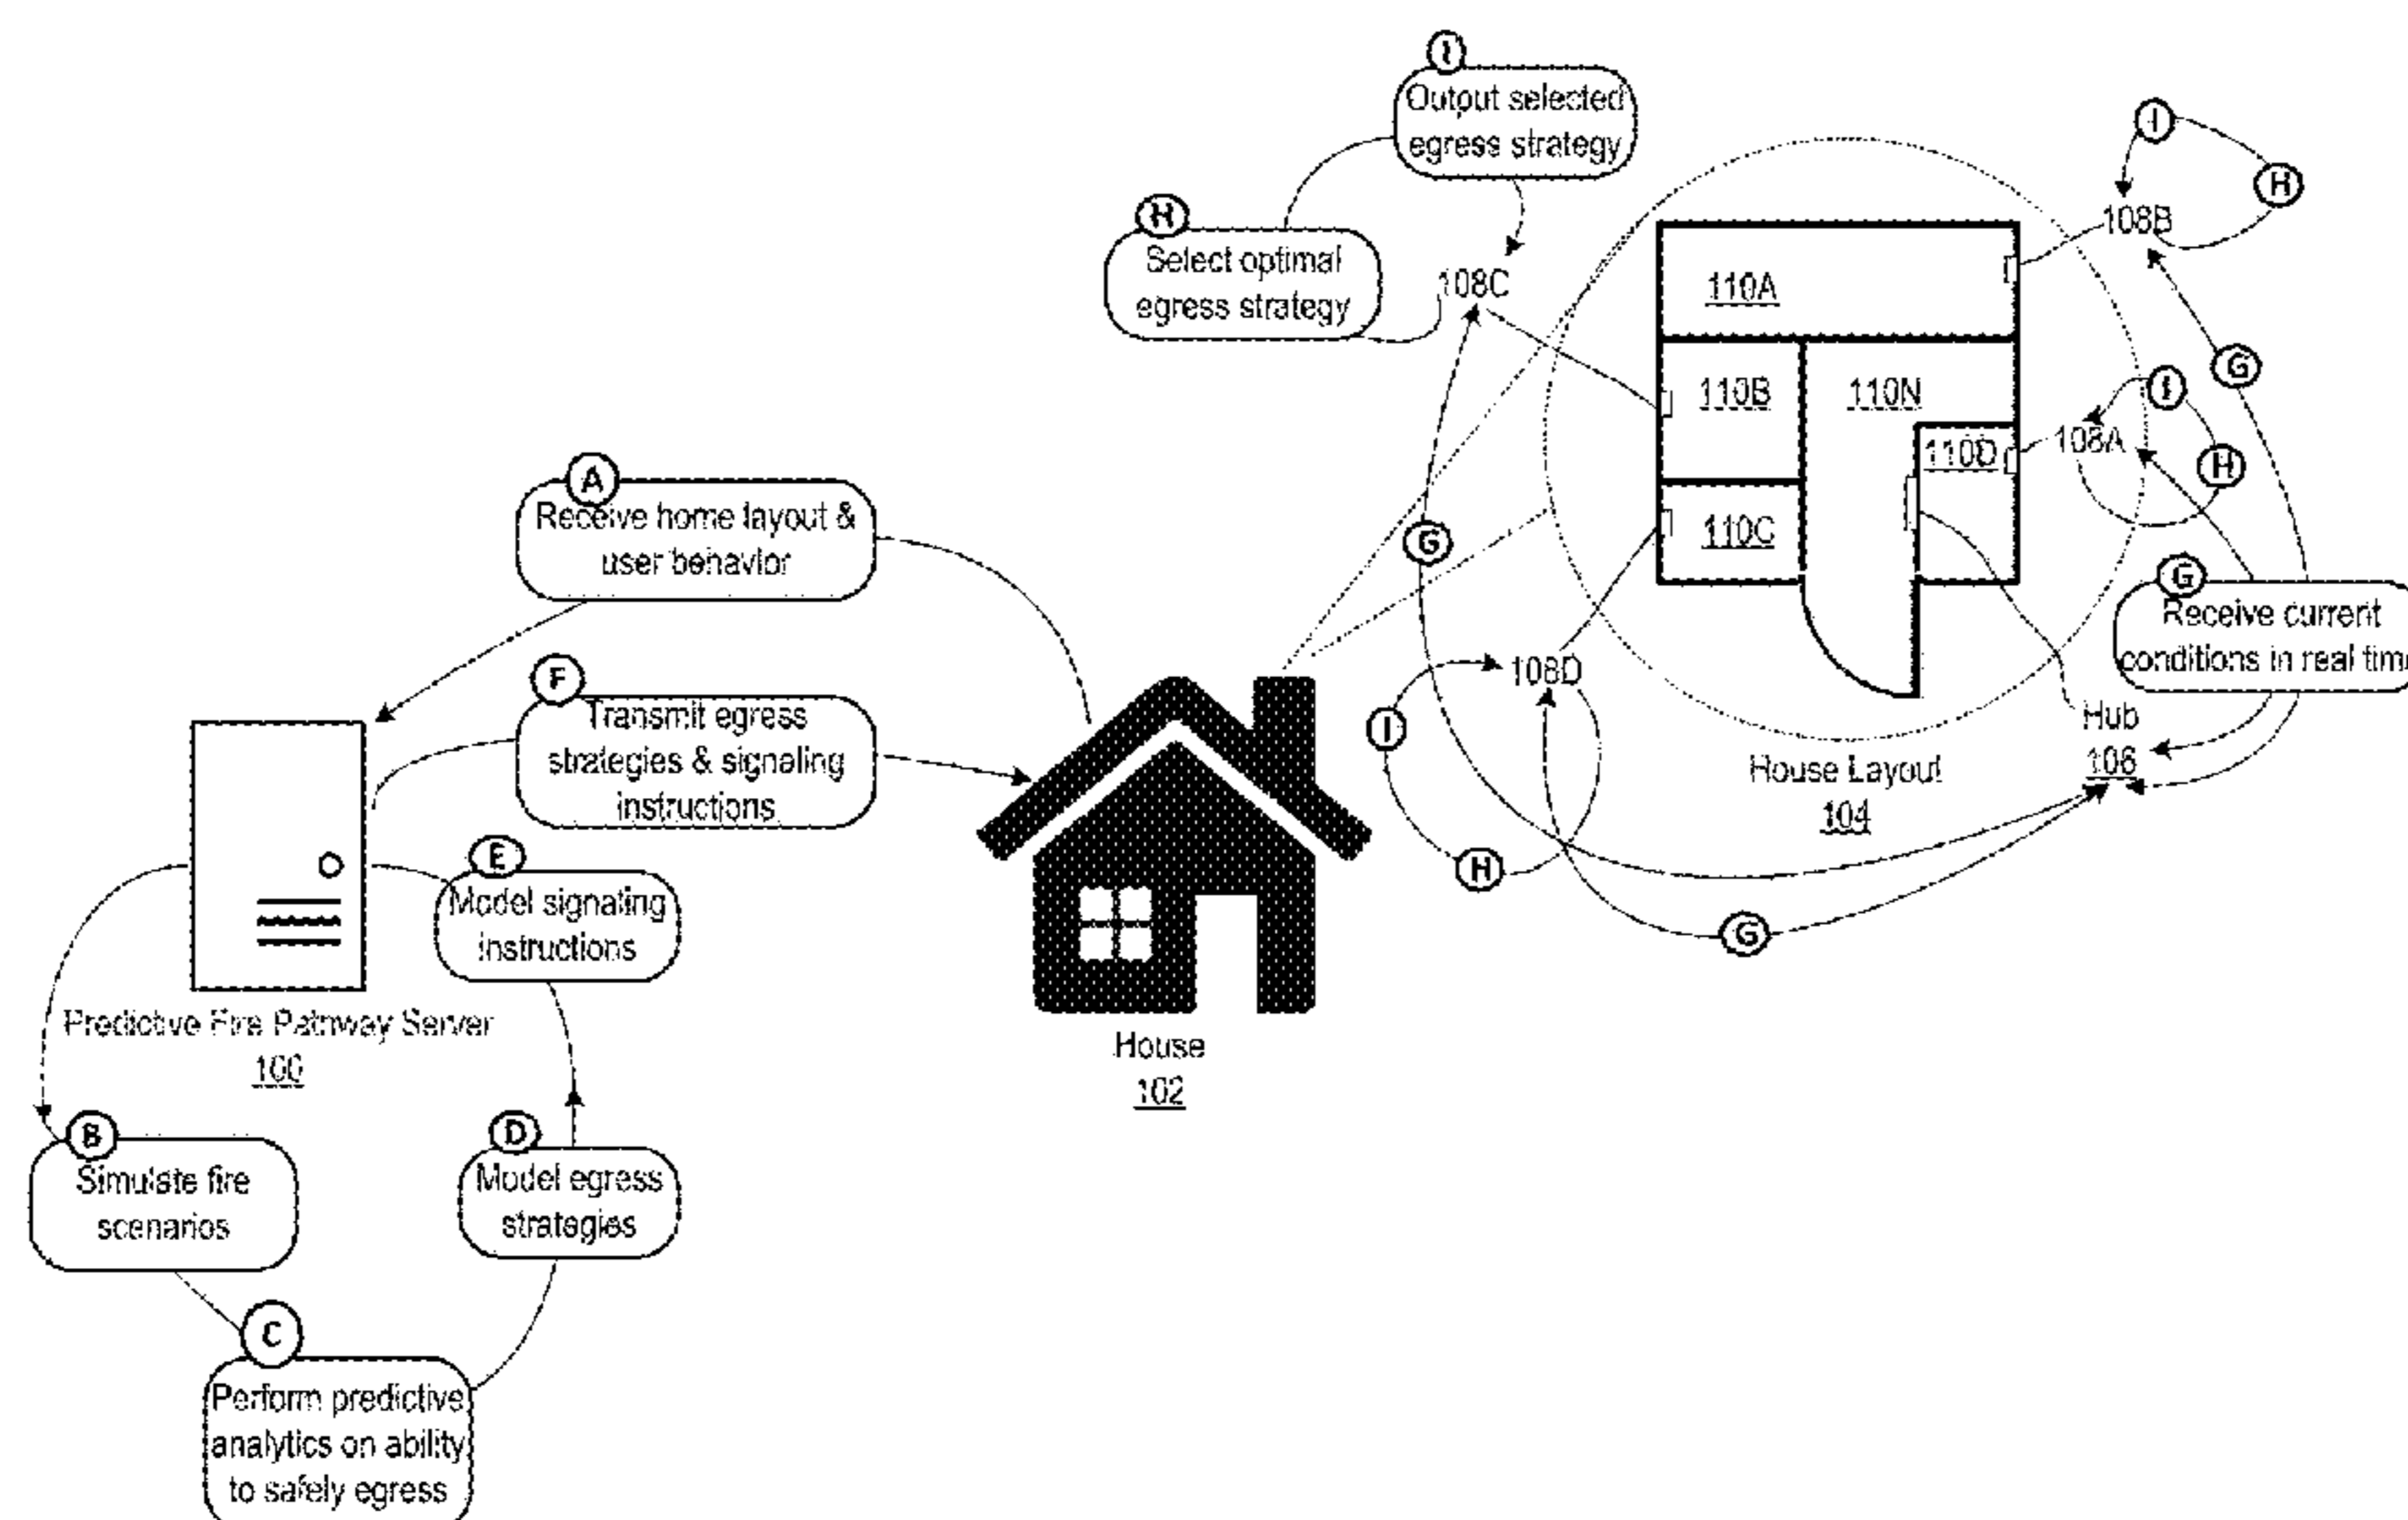 A
Receive home layout &
user behavior
F
Transmit egress
strategies & signaling
instructions
E
Model signaling
instructions
Predictive Fire Pathway Server
100
B
Simulate fire
scenarios
D
Model egress
strategies
C
Perform predictive
analytics on ability
to safely egress
House
102
I
Output selected
egress strategy
H
Select optimal
egress strategy
108C
I
H
108B
G
110A
110B
110N
110D
110C
I
108A
H
G
G
Receive current
conditions in real time
108D
I
H
G
Hub
106
House Layout
104